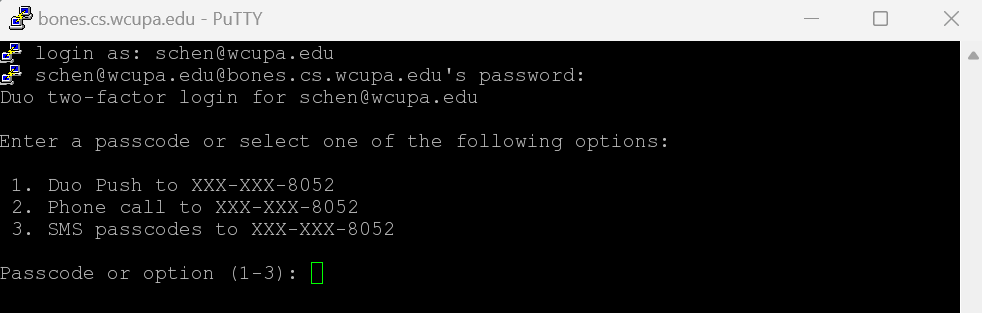 bones.cs.wcupa.edu - PuTTY
login as: schen@wcupa.edu
schen@wcupa.edu@bones.cs.wcupa.edu's password:
Duo two-factor login for schen@wcupa.edu
Enter a passcode or select one of the following options:
1. Duo Push to XXX-XXX-8052
2. Phone call to XXX-XXX-8052
3. SMS passcodes to XXX-XXX-8052
Passcode or option (1-3):